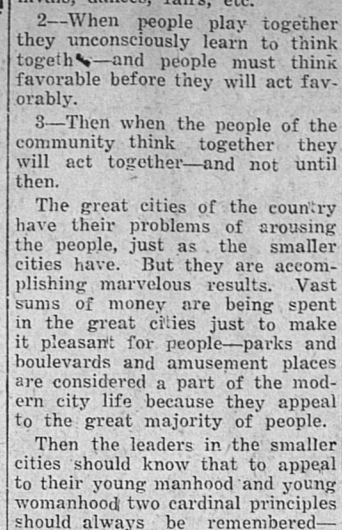 dances, fairs, etc.
2—When people play together
they unconsciously learn to think
togeth—and people must think
favorable before they will act fav-
orably.
3—Then when the people of the
community think together they
will act together—and not until
then.
The great cities of the country
have their problems of arousing
the people, just as the smaller
cities have. But they are accom-
plishing marvelous results. Vast
sums of money are being spent
in the great cities just to make
it pleasant for people—parks and
boulevards and amusement places
are considered a part of the mod-
ern city life because they appeal
to the great majority of people.
Then the leaders in the smaller
cities should know that to appeal
to their young manhood and young
womanhood two cardinal principles
should always be remembered—